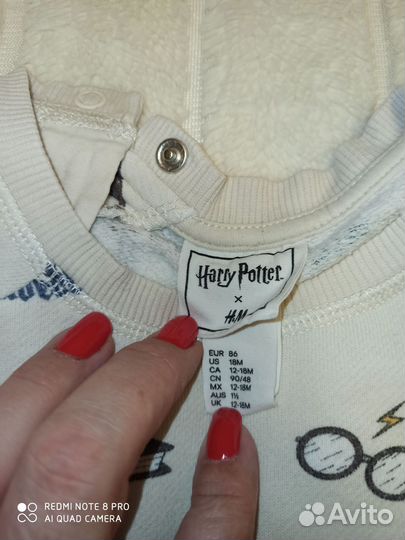 Harry Potter
×
H&M
EUR 86
US 18M
CA 12-18M
CN 90/48
MX 12-18M
AUS 1½
UK 12-18M
REDMI NOTE 8 PRO
AI QUAD CAMERA
Avito